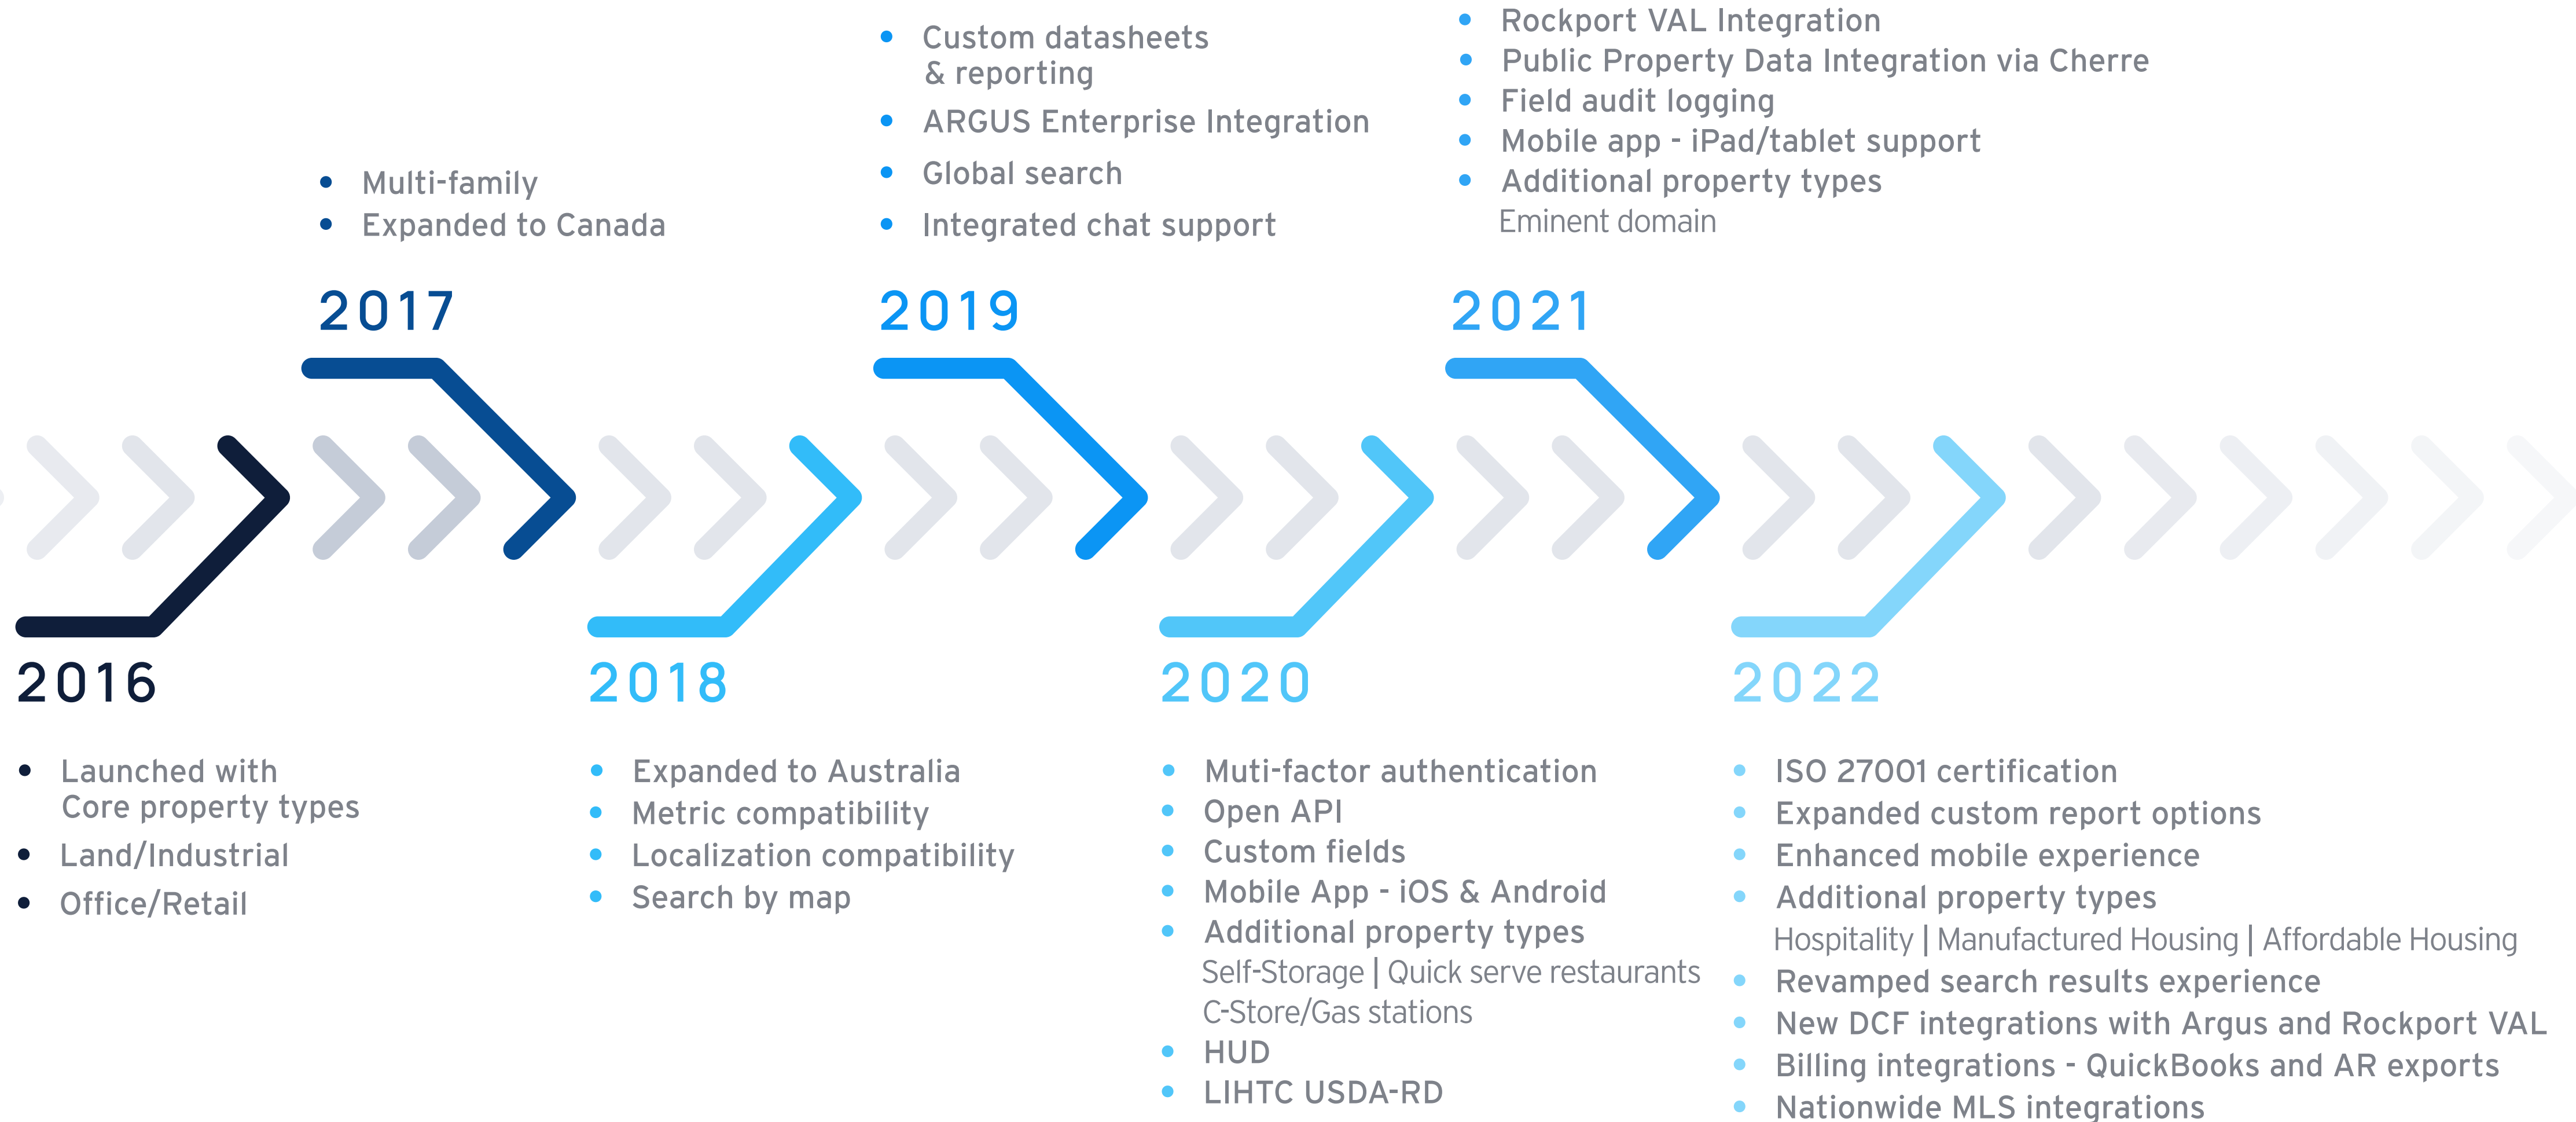 2016
Launched with
Core property types
Land/Industrial
Office/Retail
Multi-family
Expanded to Canada
2017
2018
Expanded to Australia
Metric compatibility
Localization compatibility
Search by map
Custom datasheets
& reporting
ARGUS Enterprise Integration
Global search
Integrated chat support
2019
2020
Muti-factor authentication
Open API
Custom fields
Mobile App - iOS & Android
Additional property types
Self-Storage | Quick serve restaurants
C-Store/Gas stations
HUD
LIHTC USDA-RD
Rockport VAL Integration
Public Property Data Integration via Cherre
Field audit logging
Mobile app - iPad/tablet support
Additional property types
Eminent domain
2021
2022
ISO 27001 certification
Expanded custom report options
Enhanced mobile experience
Additional property types
Hospitality | Manufactured Housing | Affordable Housing
Revamped search results experience
New DCF integrations with Argus and Rockport VAL
Billing integrations - QuickBooks and AR exports
Nationwide MLS integrations